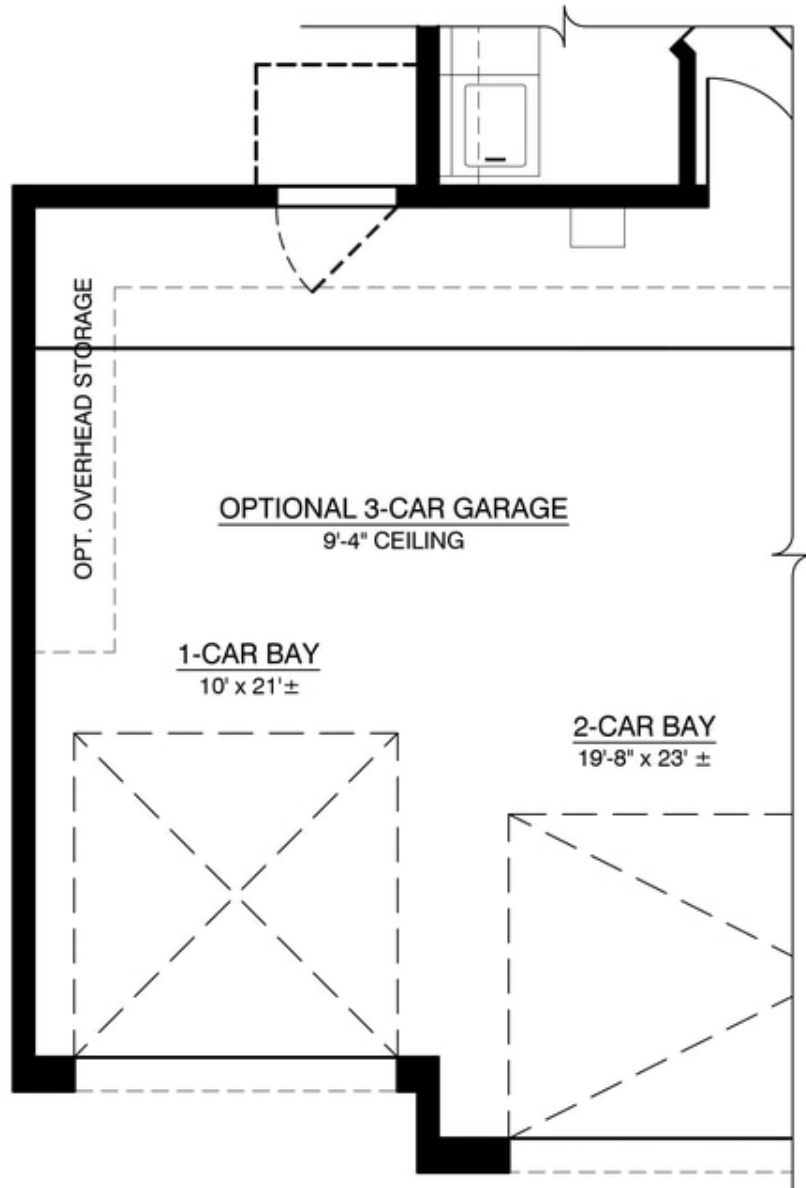 OPT. OVERHEAD STORAGE
OPTIONAL 3-CAR GARAGE
9'-4" CEILING
1-CAR BAY
10' x 21'±
2-CAR BAY
19'-8" x 23' ±